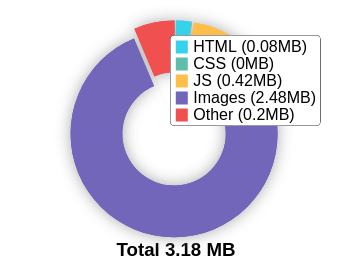 HTML (0.08MB)
CSS (0MB)
JS (0.42MB)
Images (2.48MB)
Other (0.2MB)
Total 3.18 MB